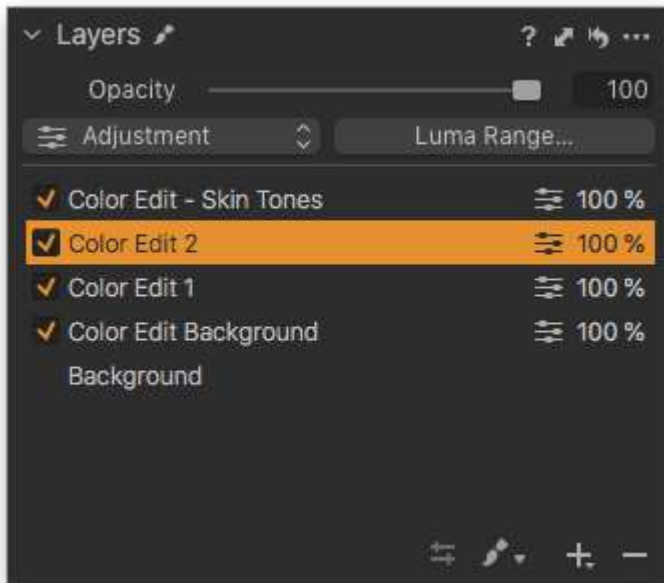 Layers ? ...
Opacity 100
Adjustment Luma Range...
Color Edit - Skin Tones 100 %
Color Edit 2 100 %
Color Edit 1 100 %
Color Edit Background 100 %
Background